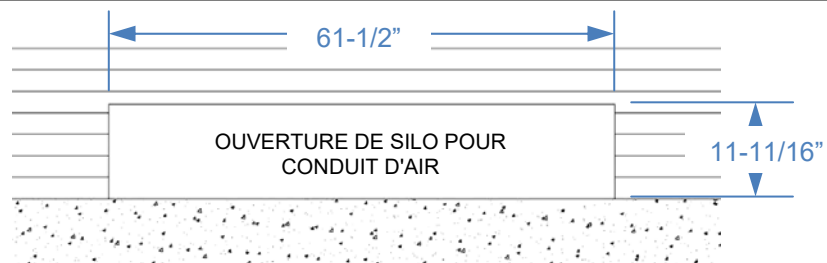 61-1/2”
OUVERTURE DE SILO POUR
CONDUIT D'AIR
11-11/16”